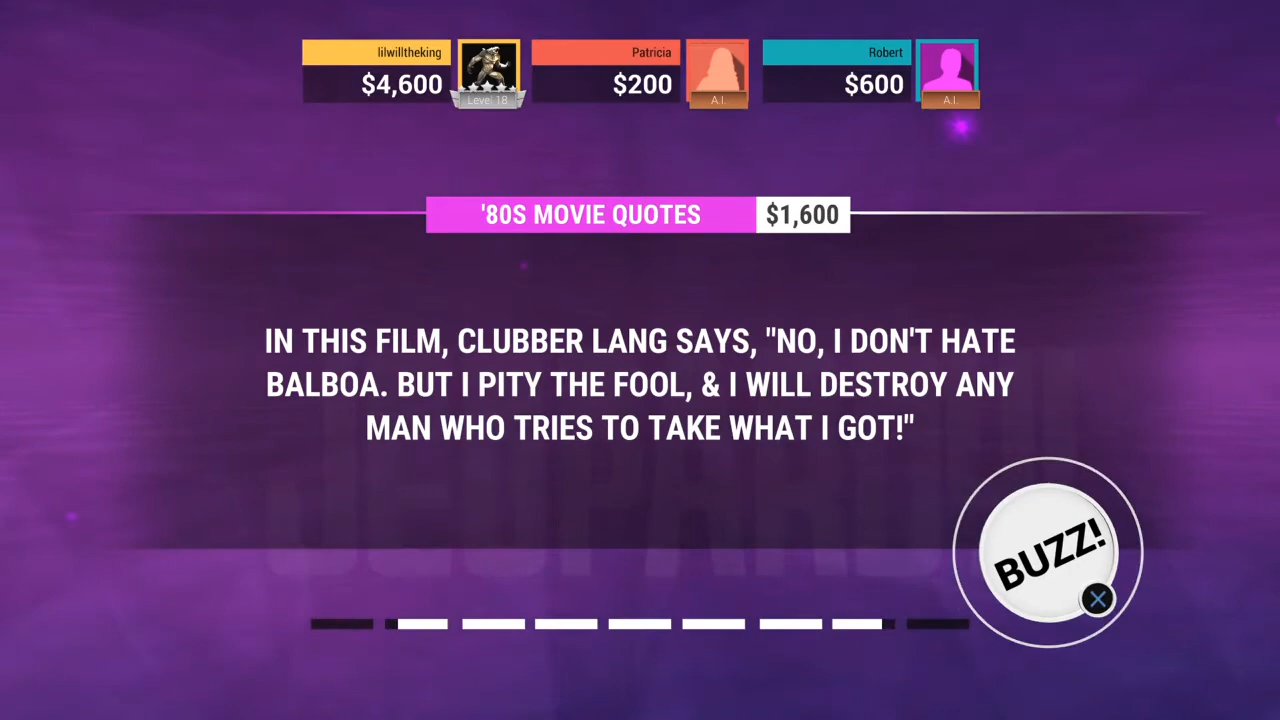 lilwilltheking
$4,600
Level 18
Patricia
$200
A.I.
Robert
$600
A.I.
'80S MOVIE QUOTES $1,600
IN THIS FILM, CLUBBER LANG SAYS, "NO, I DON'T HATE
BALBOA. BUT I PITY THE FOOL, & I WILL DESTROY ANY
MAN WHO TRIES TO TAKE WHAT I GOT!"
JEOPARDY!
BUZZ!